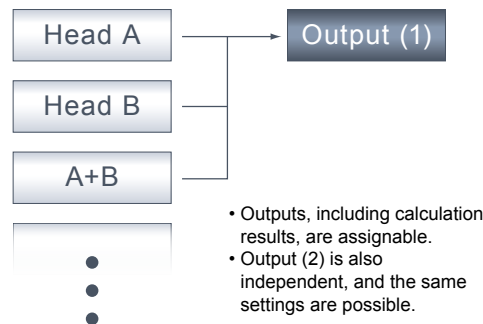 Head A
Output (1)
Head B
A+B
• Outputs, including calculation
results, are assignable.
• Output (2) is also
independent, and the same
settings are possible.